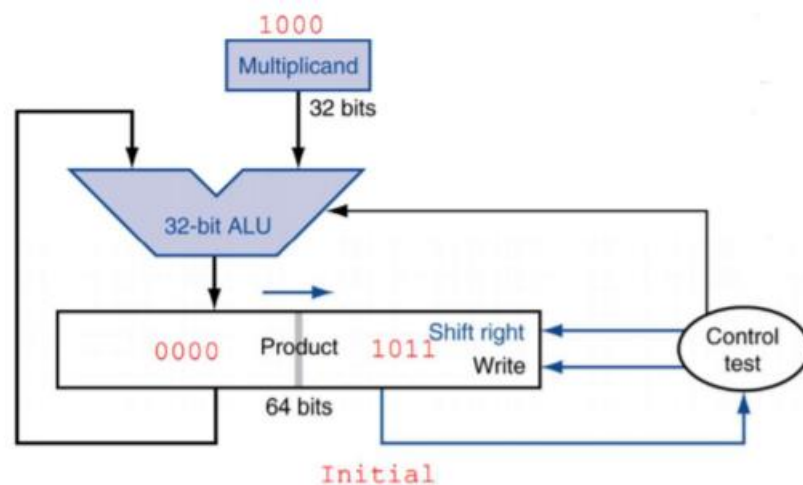 1000
Multiplicand
32 bits
32-bit ALU
0000
Product
1011
Shift right
Write
Control
test
64 bits
Initial